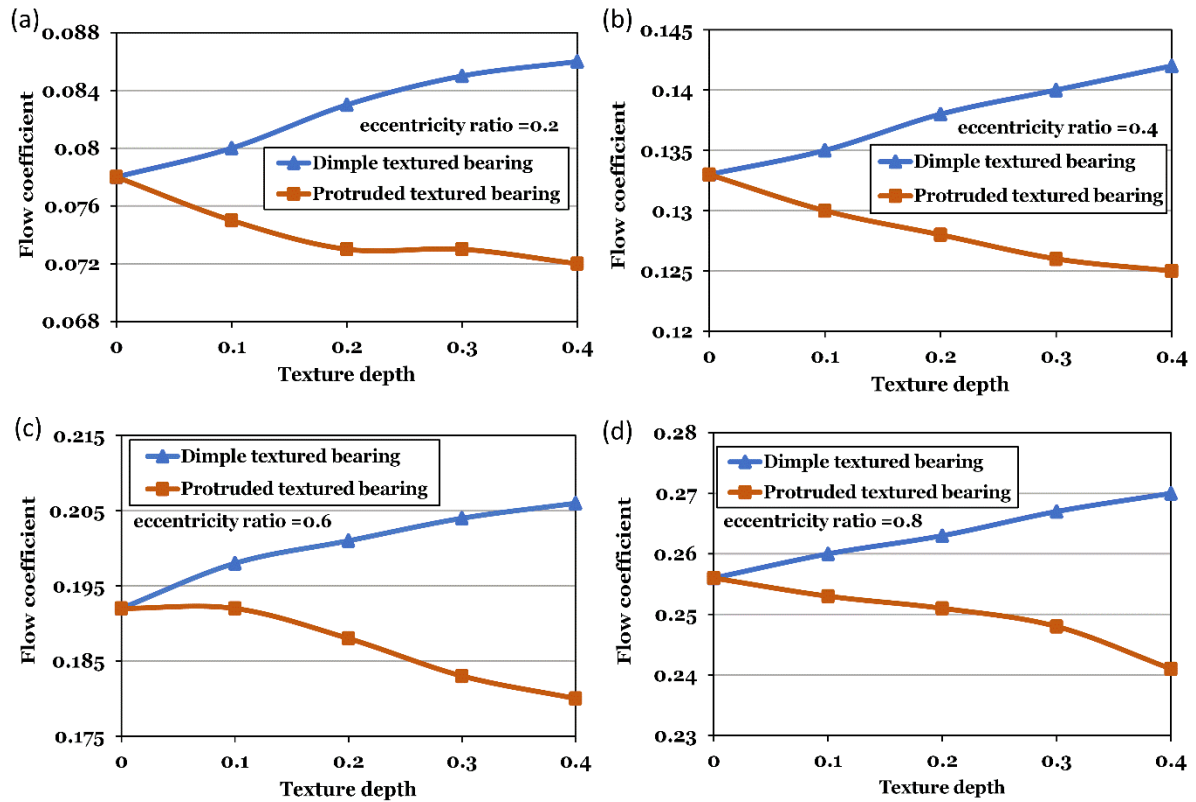 (a)
0.088
0.084
0.08
0.076
0.072
0.068
Flow coefficient
eccentricity ratio =0.2
Dimple textured bearing
Protruded textured bearing
0 0.1 0.2 0.3 0.4
Texture depth
(b)
0.145
0.14
0.135
0.13
0.125
0.12
Flow coefficient
eccentricity ratio =0.4
Dimple textured bearing
Protruded textured bearing
0 0.1 0.2 0.3 0.4
Texture depth
(c)
0.215
0.205
0.195
0.185
0.175
Flow coefficient
Dimple textured bearing
Protruded textured bearing
eccentricity ratio =0.6
0 0.1 0.2 0.3 0.4
Texture depth
(d)
0.28
0.27
0.26
0.25
0.24
0.23
Flow coefficient
Dimple textured bearing
Protruded textured bearing
eccentricity ratio =0.8
0 0.1 0.2 0.3 0.4
Texture depth